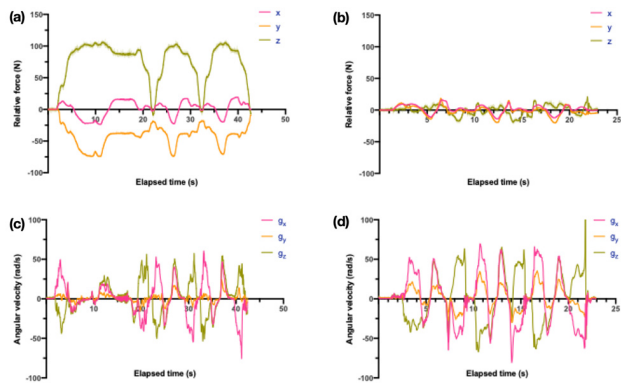 (a)
x
y
z
Relative force (N)
150
100
50
0
-50
-100
10
20
30
40
50
Elapsed time (s)
(b)
x
y
z
Relative force (N)
150
100
50
0
-50
-100
5
10
15
20
25
Elapsed time (s)
(c)
gx
gy
gz
Angular velocity (rad/s)
100
50
0
-50
-100
10
20
30
40
50
Elapsed time (s)
(d)
gx
gy
gz
Angular velocity (rad/s)
100
50
0
-50
-100
5
10
15
20
25
Elapsed time (s)